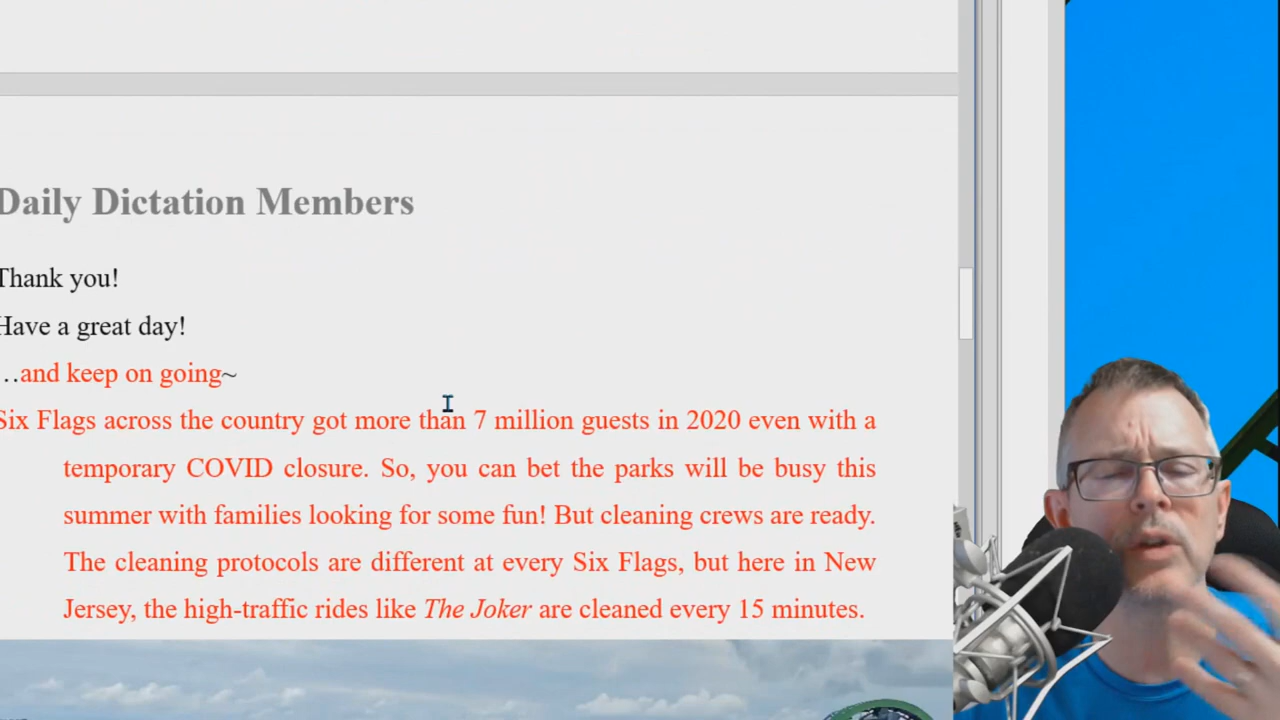 Daily Dictation Members
Thank you!
Have a great day!
…and keep on going~
Six Flags across the country got more than 7 million guests in 2020 even with a
temporary COVID closure. So, you can bet the parks will be busy this
summer with families looking for some fun! But cleaning crews are ready.
The cleaning protocols are different at every Six Flags, but here in New
Jersey, the high-traffic rides like The Joker are cleaned every 15 minutes.